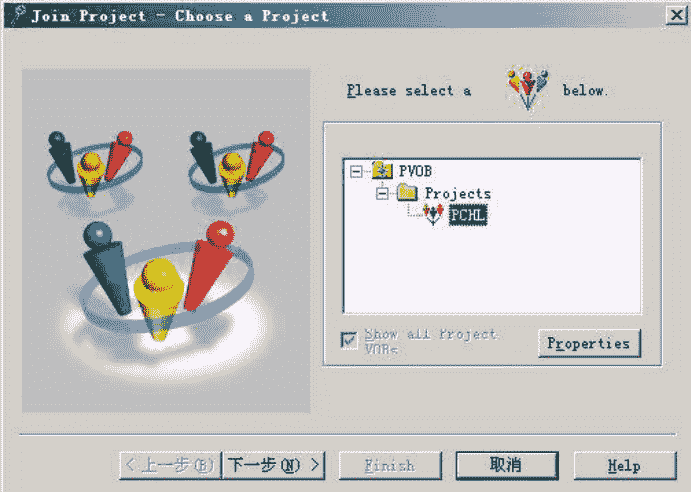 Join Project - Choose a Project
Please select a below.
PVOB
Projects
PCHL
Show all Project
VOBs
Properties
< 上一步(B)
下一步(N) >
Finish
取消
Help